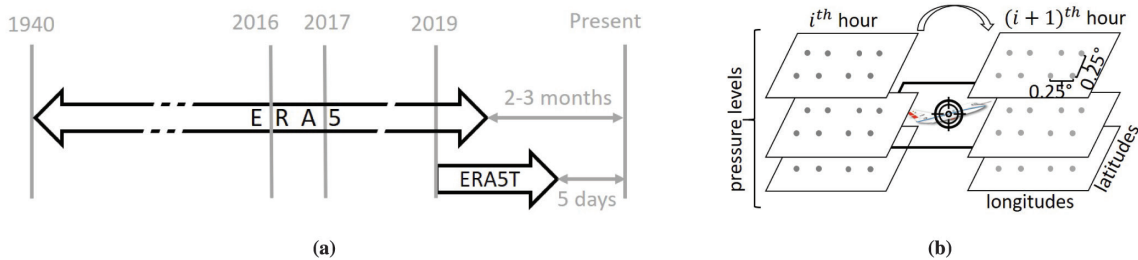 1940
2016
2017
2019
Present
2-3 months
E R A 5
ERA5T
5 days
(a)
i^th hour
(i + 1)^th hour
pressure levels
0.25°
0.25°
latitudes
longitudes
(b)